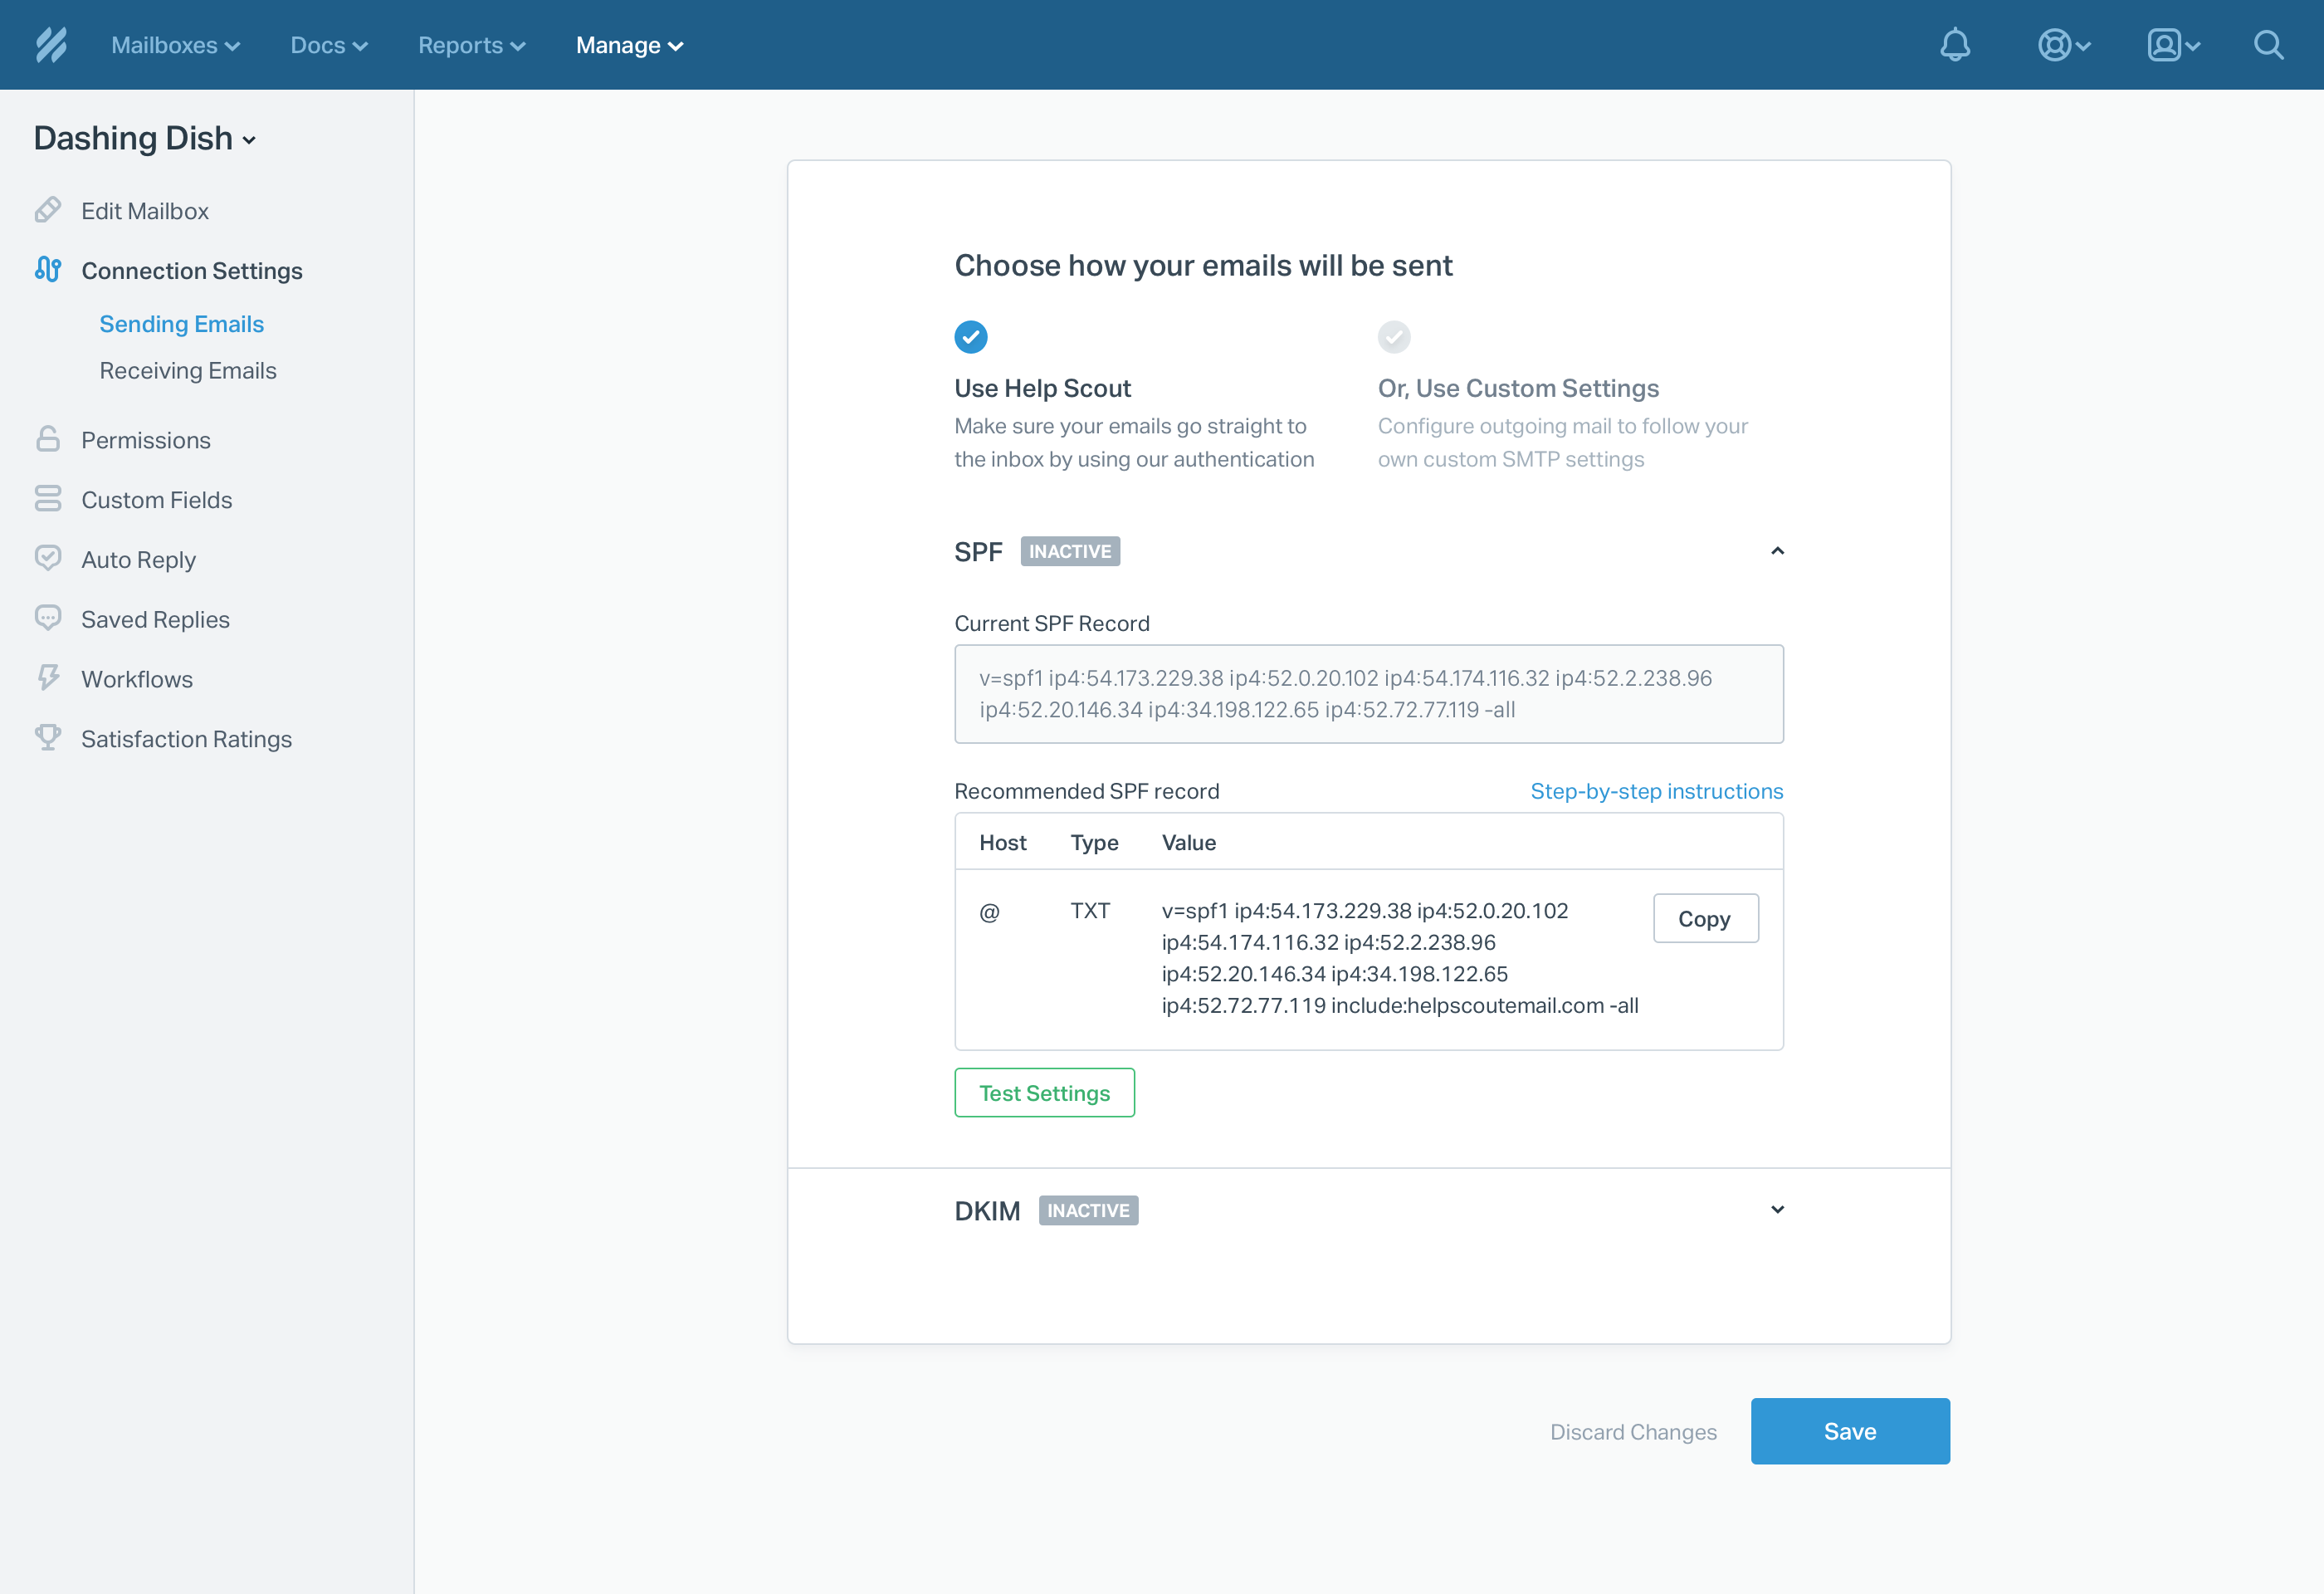 Mailboxes Docs Reports Manage
Dashing Dish
Edit Mailbox
Connection Settings
Sending Emails
Receiving Emails
Permissions
Custom Fields
Auto Reply
Saved Replies
Workflows
Satisfaction Ratings
Choose how your emails will be sent
Use Help Scout
Make sure your emails go straight to
the inbox by using our authentication
Or, Use Custom Settings
Configure outgoing mail to follow your
own custom SMTP settings
SPF INACTIVE
Current SPF Record
v=spf1 ip4:54.173.229.38 ip4:52.0.20.102 ip4:54.174.116.32 ip4:52.2.238.96
ip4:52.20.146.34 ip4:34.198.122.65 ip4:52.72.77.119 -all
Recommended SPF record Step-by-step instructions
Host Type Value
@ TXT v=spf1 ip4:54.173.229.38 ip4:52.0.20.102 Copy
ip4:54.174.116.32 ip4:52.2.238.96
ip4:52.20.146.34 ip4:34.198.122.65
ip4:52.72.77.119 include:helpscoutemail.com -all
Test Settings
DKIM INACTIVE
Discard Changes Save